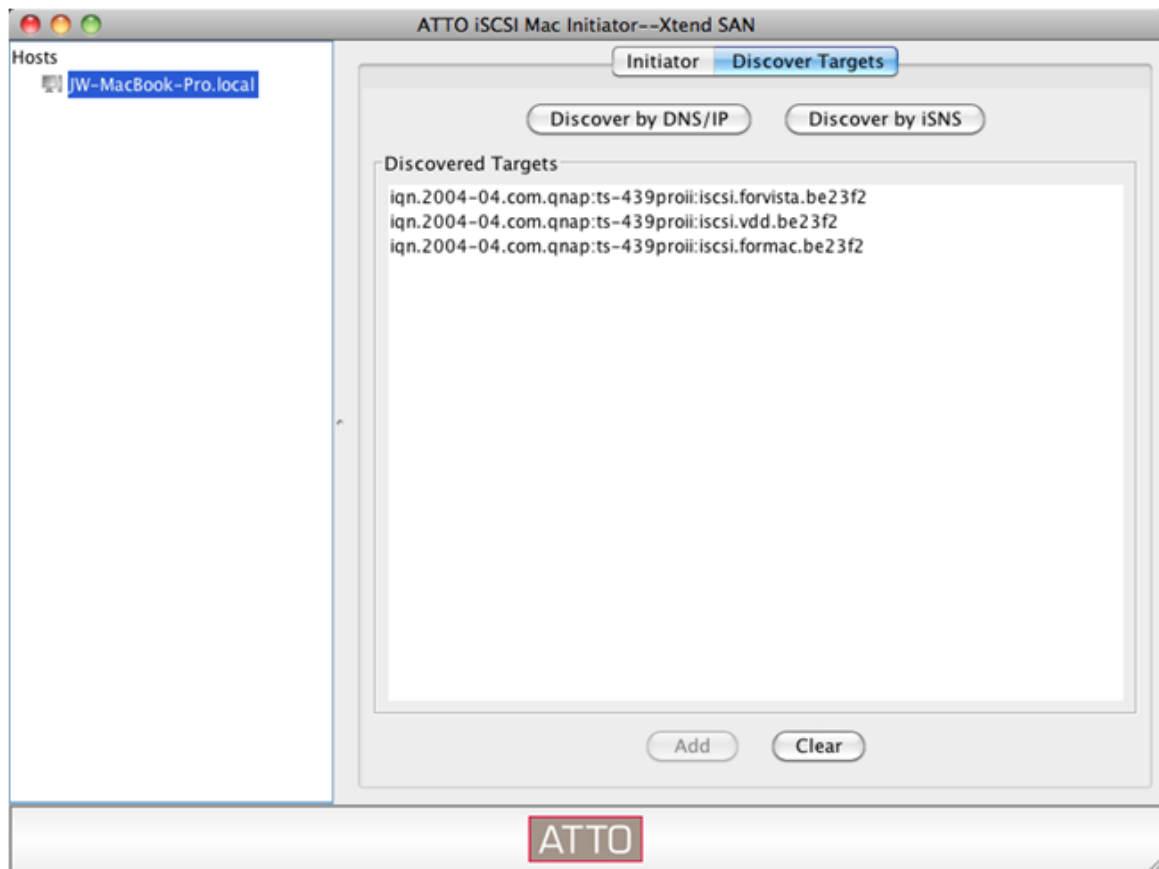 ATTO iSCSI Mac Initiator--Xtend SAN
Hosts
JW-MacBook-Pro.local
Initiator Discover Targets
Discover by DNS/IP Discover by iSNS
Discovered Targets
iqn.2004-04.com.qnap:ts-439proii:iscsi.forvista.be23f2
iqn.2004-04.com.qnap:ts-439proii:iscsi.vdd.be23f2
iqn.2004-04.com.qnap:ts-439proii:iscsi.formac.be23f2
Add Clear
ATTO